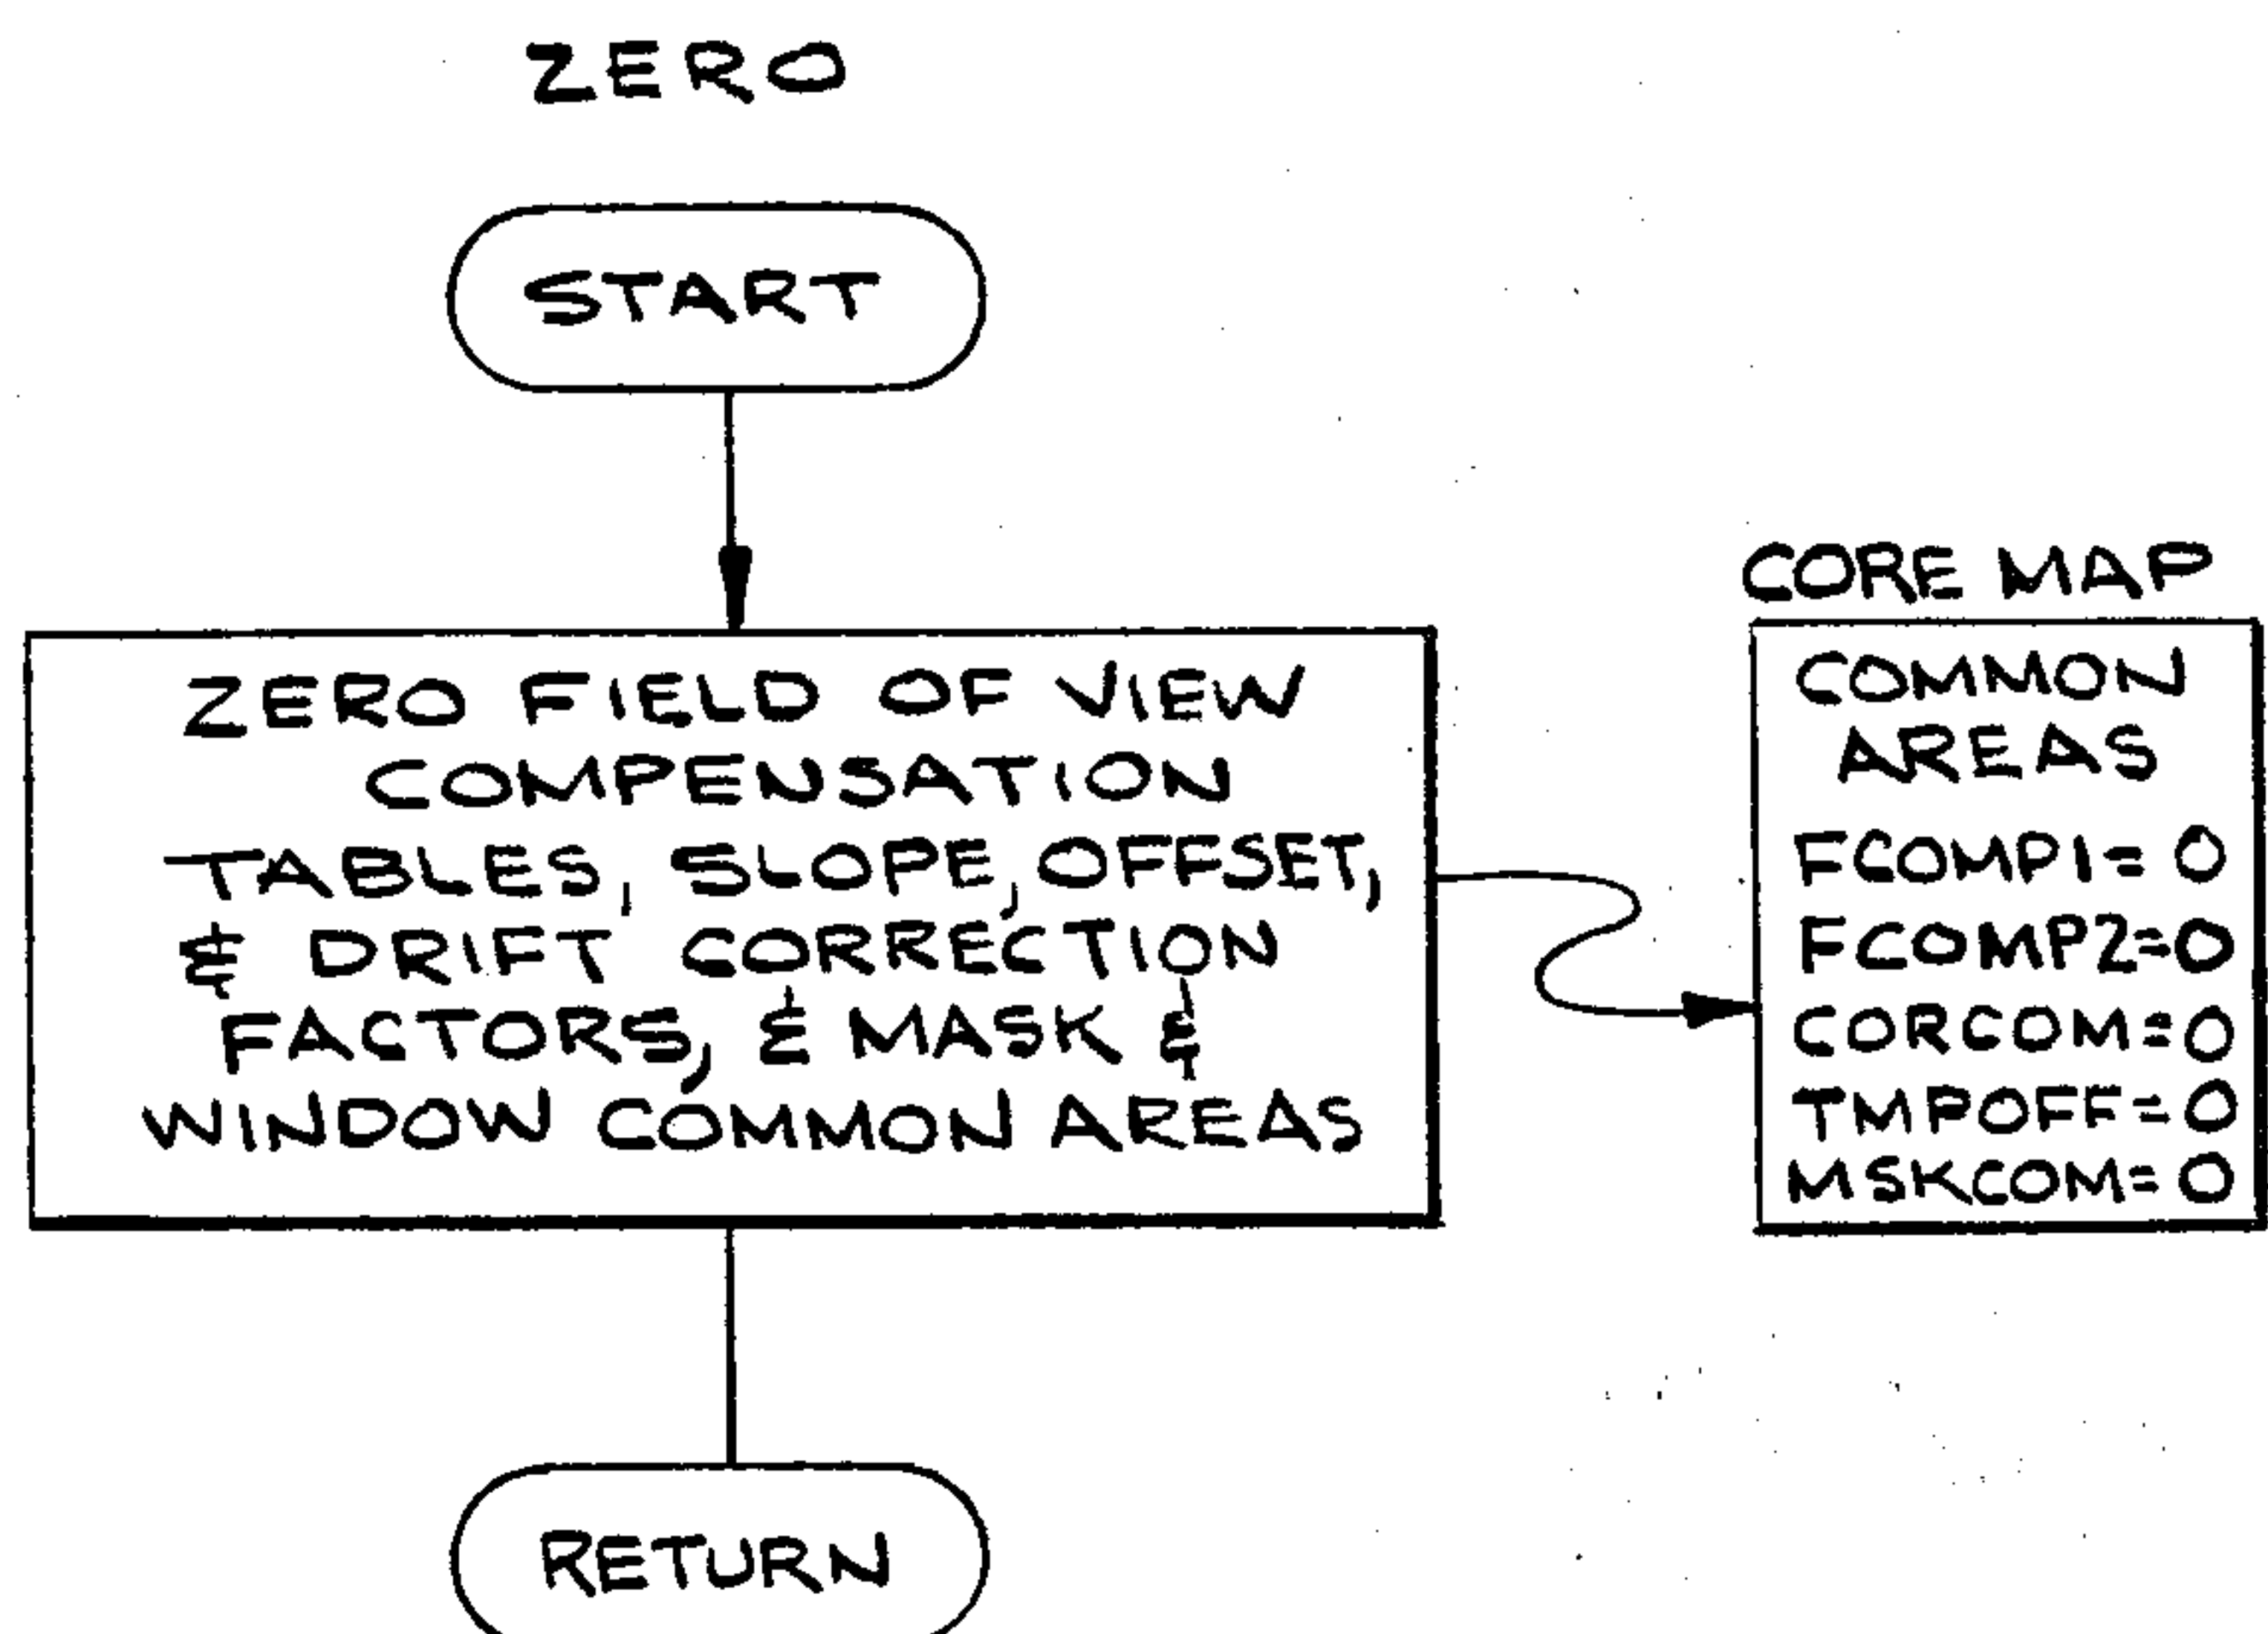 ZERO
START
ZERO FIELD OF VIEW
COMPENSATION
TABLES, SLOPE, OFFSET,
& DRIFT CORRECTION
FACTORS, & MASK &
WINDOW COMMON AREAS
CORE MAP
COMMON
AREAS
FCOMP1=0
FCOMP2=0
CORCOM=0
TMPOFF=0
MSKCOM=0
RETURN